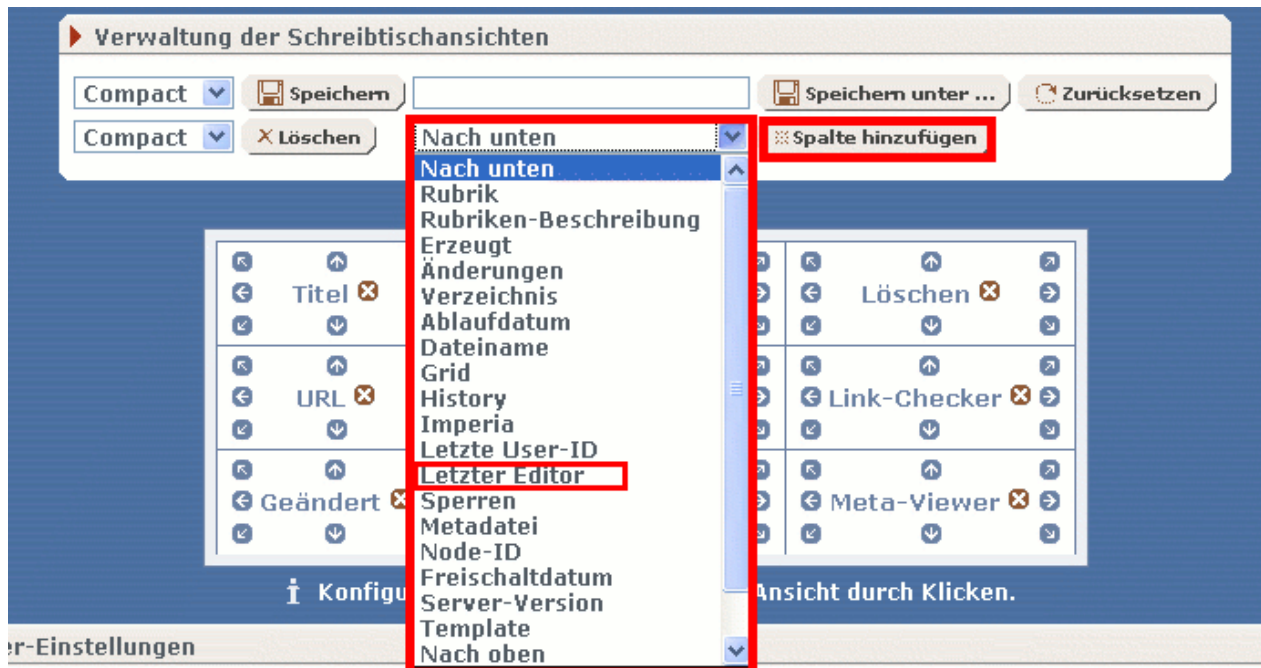 Verwaltung der Schreibtischansichten
Compact Speichern Speichern unter ... Zurücksetzen
Compact Löschen Nach unten Spalte hinzufügen
Nach unten
Rubrik
Rubriken-Beschreibung
Erzeugt
Änderungen
Verzeichnis
Ablaufdatum
Dateiname
Grid
History
Imperia
Letzte User-ID
Letzter Editor
Sperren
Metadatei
Node-ID
Freischaltdatum
Server-Version
Template
Nach oben
Titel Löschen
URL Link-Checker
Geändert Meta-Viewer
i Konfigu Ansicht durch Klicken.
er-Einstellungen